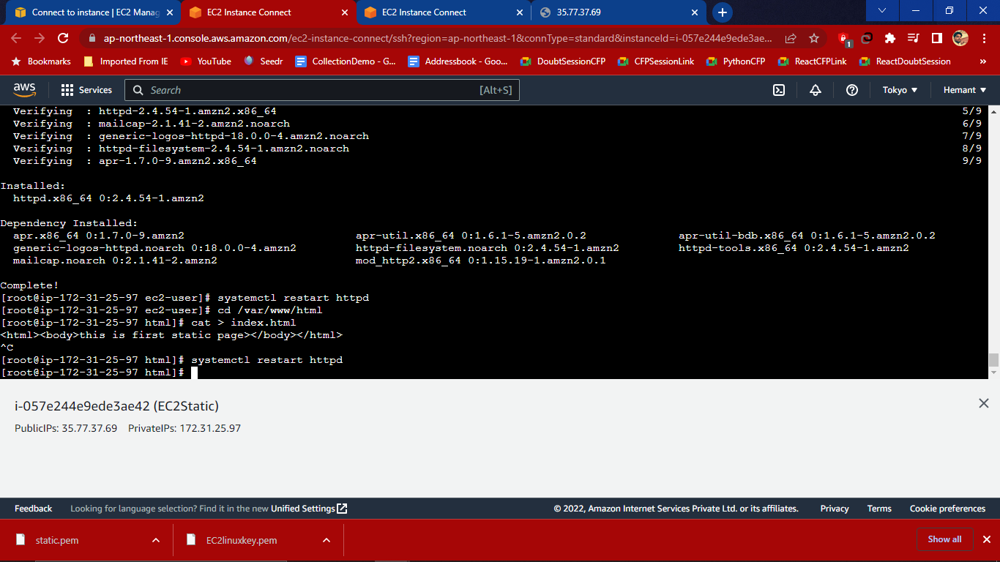 Connect to instance | EC2 Manag
EC2 Instance Connect
EC2 Instance Connect
35.77.37.69
ap-northeast-1.console.aws.amazon.com/ec2-instance-connect/ssh?region=ap-northeast-1&connType=standard&instanceId=i-057e244e9ede3ae...
1
Bookmarks
Imported From IE
YouTube
Seedr
CollectionDemo - G...
Addressbook - Goo...
DoubtSessionCFP
CFPSessionLink
PythonCFP
ReactCFPLink
ReactDoubtSession
»
aws
Services
Search
[Alt+S]
Tokyo
Hemant
Verifying : httpd-2.4.54-1.amzn2.x86_64 5/9
Verifying : mailcap-2.1.41-2.amzn2.noarch 6/9
Verifying : generic-logos-httpd-18.0.0-4.amzn2.noarch 7/9
Verifying : httpd-filesystem-2.4.54-1.amzn2.noarch 8/9
Verifying : apr-1.7.0-9.amzn2.x86_64 9/9
Installed:
httpd.x86_64 0:2.4.54-1.amzn2
Dependency Installed:
apr.x86_64 0:1.7.0-9.amzn2 apr-util.x86_64 0:1.6.1-5.amzn2.0.2 apr-util-bdb.x86_64 0:1.6.1-5.amzn2.0.2
generic-logos-httpd.noarch 0:18.0.0-4.amzn2 httpd-filesystem.noarch 0:2.4.54-1.amzn2 httpd-tools.x86_64 0:2.4.54-1.amzn2
mailcap.noarch 0:2.1.41-2.amzn2 mod_http2.x86_64 0:1.15.19-1.amzn2.0.1
Complete!
[root@ip-172-31-25-97 ec2-user]# systemctl restart httpd
[root@ip-172-31-25-97 ec2-user]# cd /var/www/html
[root@ip-172-31-25-97 html]# cat > index.html
<html><body>this is first static page></body></html>
^C
[root@ip-172-31-25-97 html]# systemctl restart httpd
[root@ip-172-31-25-97 html]#
i-057e244e9ede3ae42 (EC2Static)
PublicIPs: 35.77.37.69 PrivateIPs: 172.31.25.97
Feedback
Looking for language selection? Find it in the new Unified Settings
© 2022, Amazon Internet Services Private Ltd. or its affiliates.
Privacy
Terms
Cookie preferences
static.pem
EC2linuxkey.pem
Show all